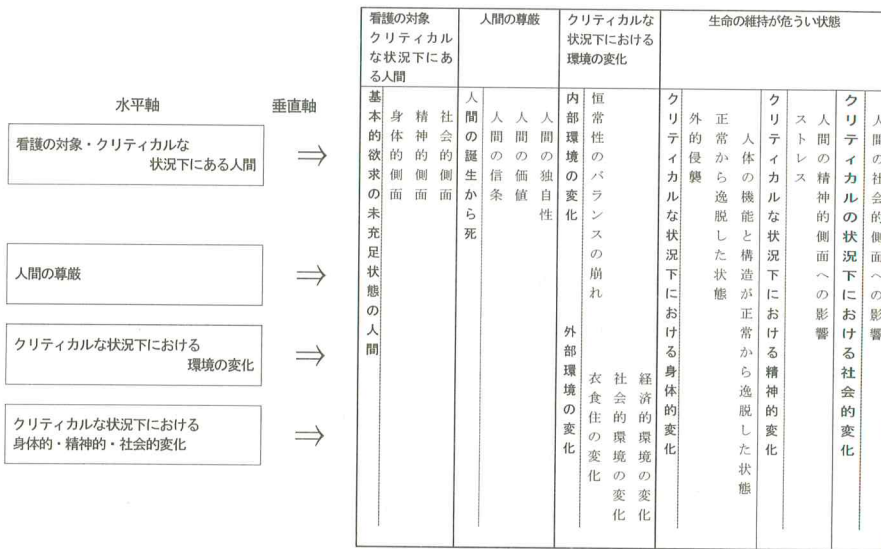 水平軸
垂直軸
看護の対象・クリティカルな
状況下にある人間
⇒
人間の尊厳
⇒
クリティカルな状況下における
環境の変化
⇒
クリティカルな状況下における
身体的・精神的・社会的変化
⇒
看護の対象
クリティカル
な状況下にあ
る人間
基本的欲求の未充足状態の人間
身体的側面
精神的側面
社会的側面
人間の尊厳
人間の誕生から死
人間の信条
人間の価値
人間の独自性
クリティカルな
状況下における
環境の変化
内部環境の変化
恒常性のバランスの崩れ
外部環境の変化
衣食住の変化
社会的環境の変化
経済的環境の変化
生命の維持が危うい状態
クリティカルな状況下における身体的変化
外的侵襲
正常から逸脱した状態
人体の機能と構造が正常から逸脱した状態
クリティカルな状況下における精神的変化
ストレス
人間の精神的側面への影響
クリティカルの状況下における社会的変化
人間の社会的側面への影響